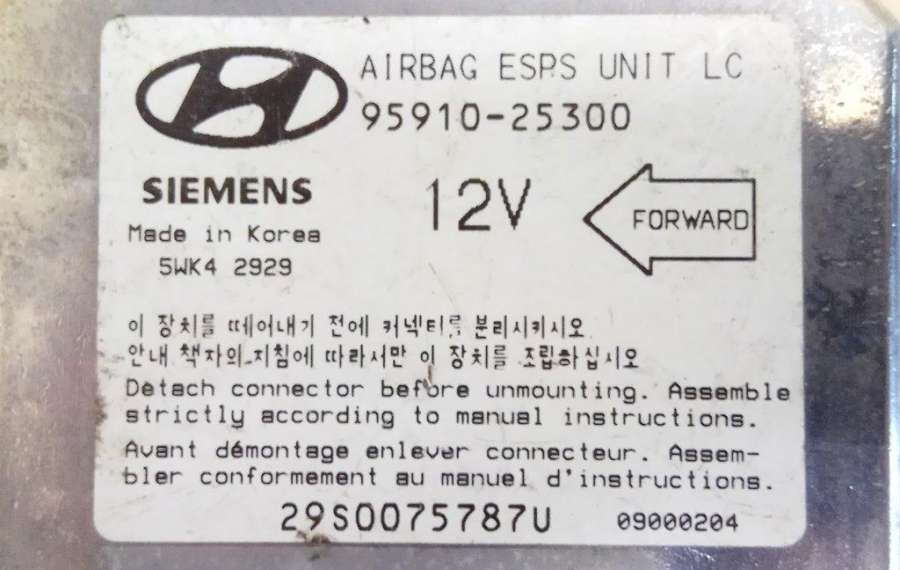 AIRBAG ESPS UNIT LC
95910-25300
SIEMENS
12V
FORWARD
Made in Korea
5WK4 2929
이 장치를 떼어내기 전에 커넥터를 분리시키시오
안내 책자의 지침에 따라서만 이 장치를 조립하십시오
Detach connector before unmounting. Assemble
strictly according to manual instructions.
Avant démontage enlever connecteur. Assem-
bler conformement au manuel d'instructions.
29S0075787U 09000204